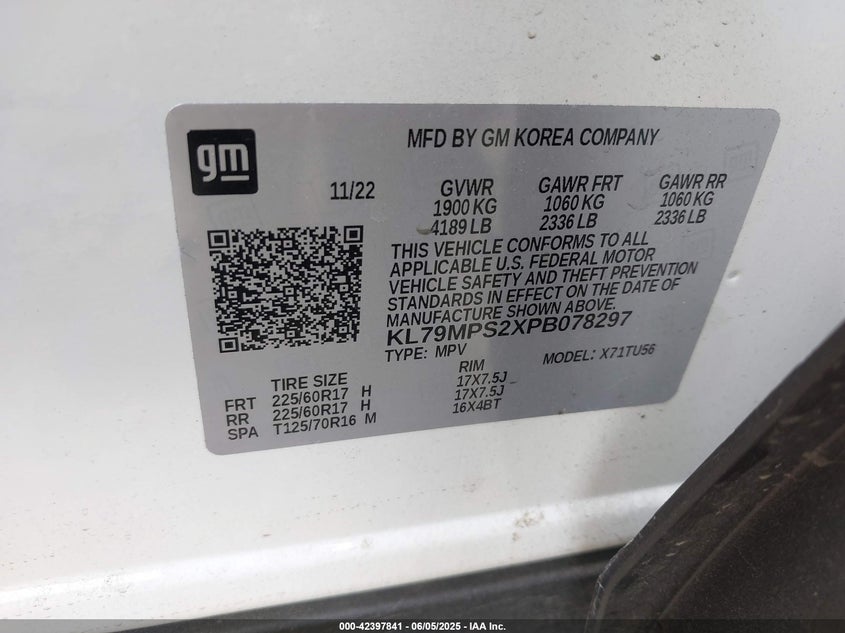 gm
MFD BY GM KOREA COMPANY
11/22
GVWR GAWR FRT GAWR RR
1900 KG 1060 KG 1060 KG
4189 LB 2336 LB 2336 LB
THIS VEHICLE CONFORMS TO ALL
APPLICABLE U.S. FEDERAL MOTOR
VEHICLE SAFETY AND THEFT PREVENTION
STANDARDS IN EFFECT ON THE DATE OF
MANUFACTURE SHOWN ABOVE.
KL79MPS2XPB078297
TYPE: MPV MODEL: X71TU56
TIRE SIZE RIM
FRT 225/60R17 H 17X7.5J
RR 225/60R17 H 17X7.5J
SPA T125/70R16 M 16X4BT
000-42397841 - 06/05/2025 - IAA Inc.